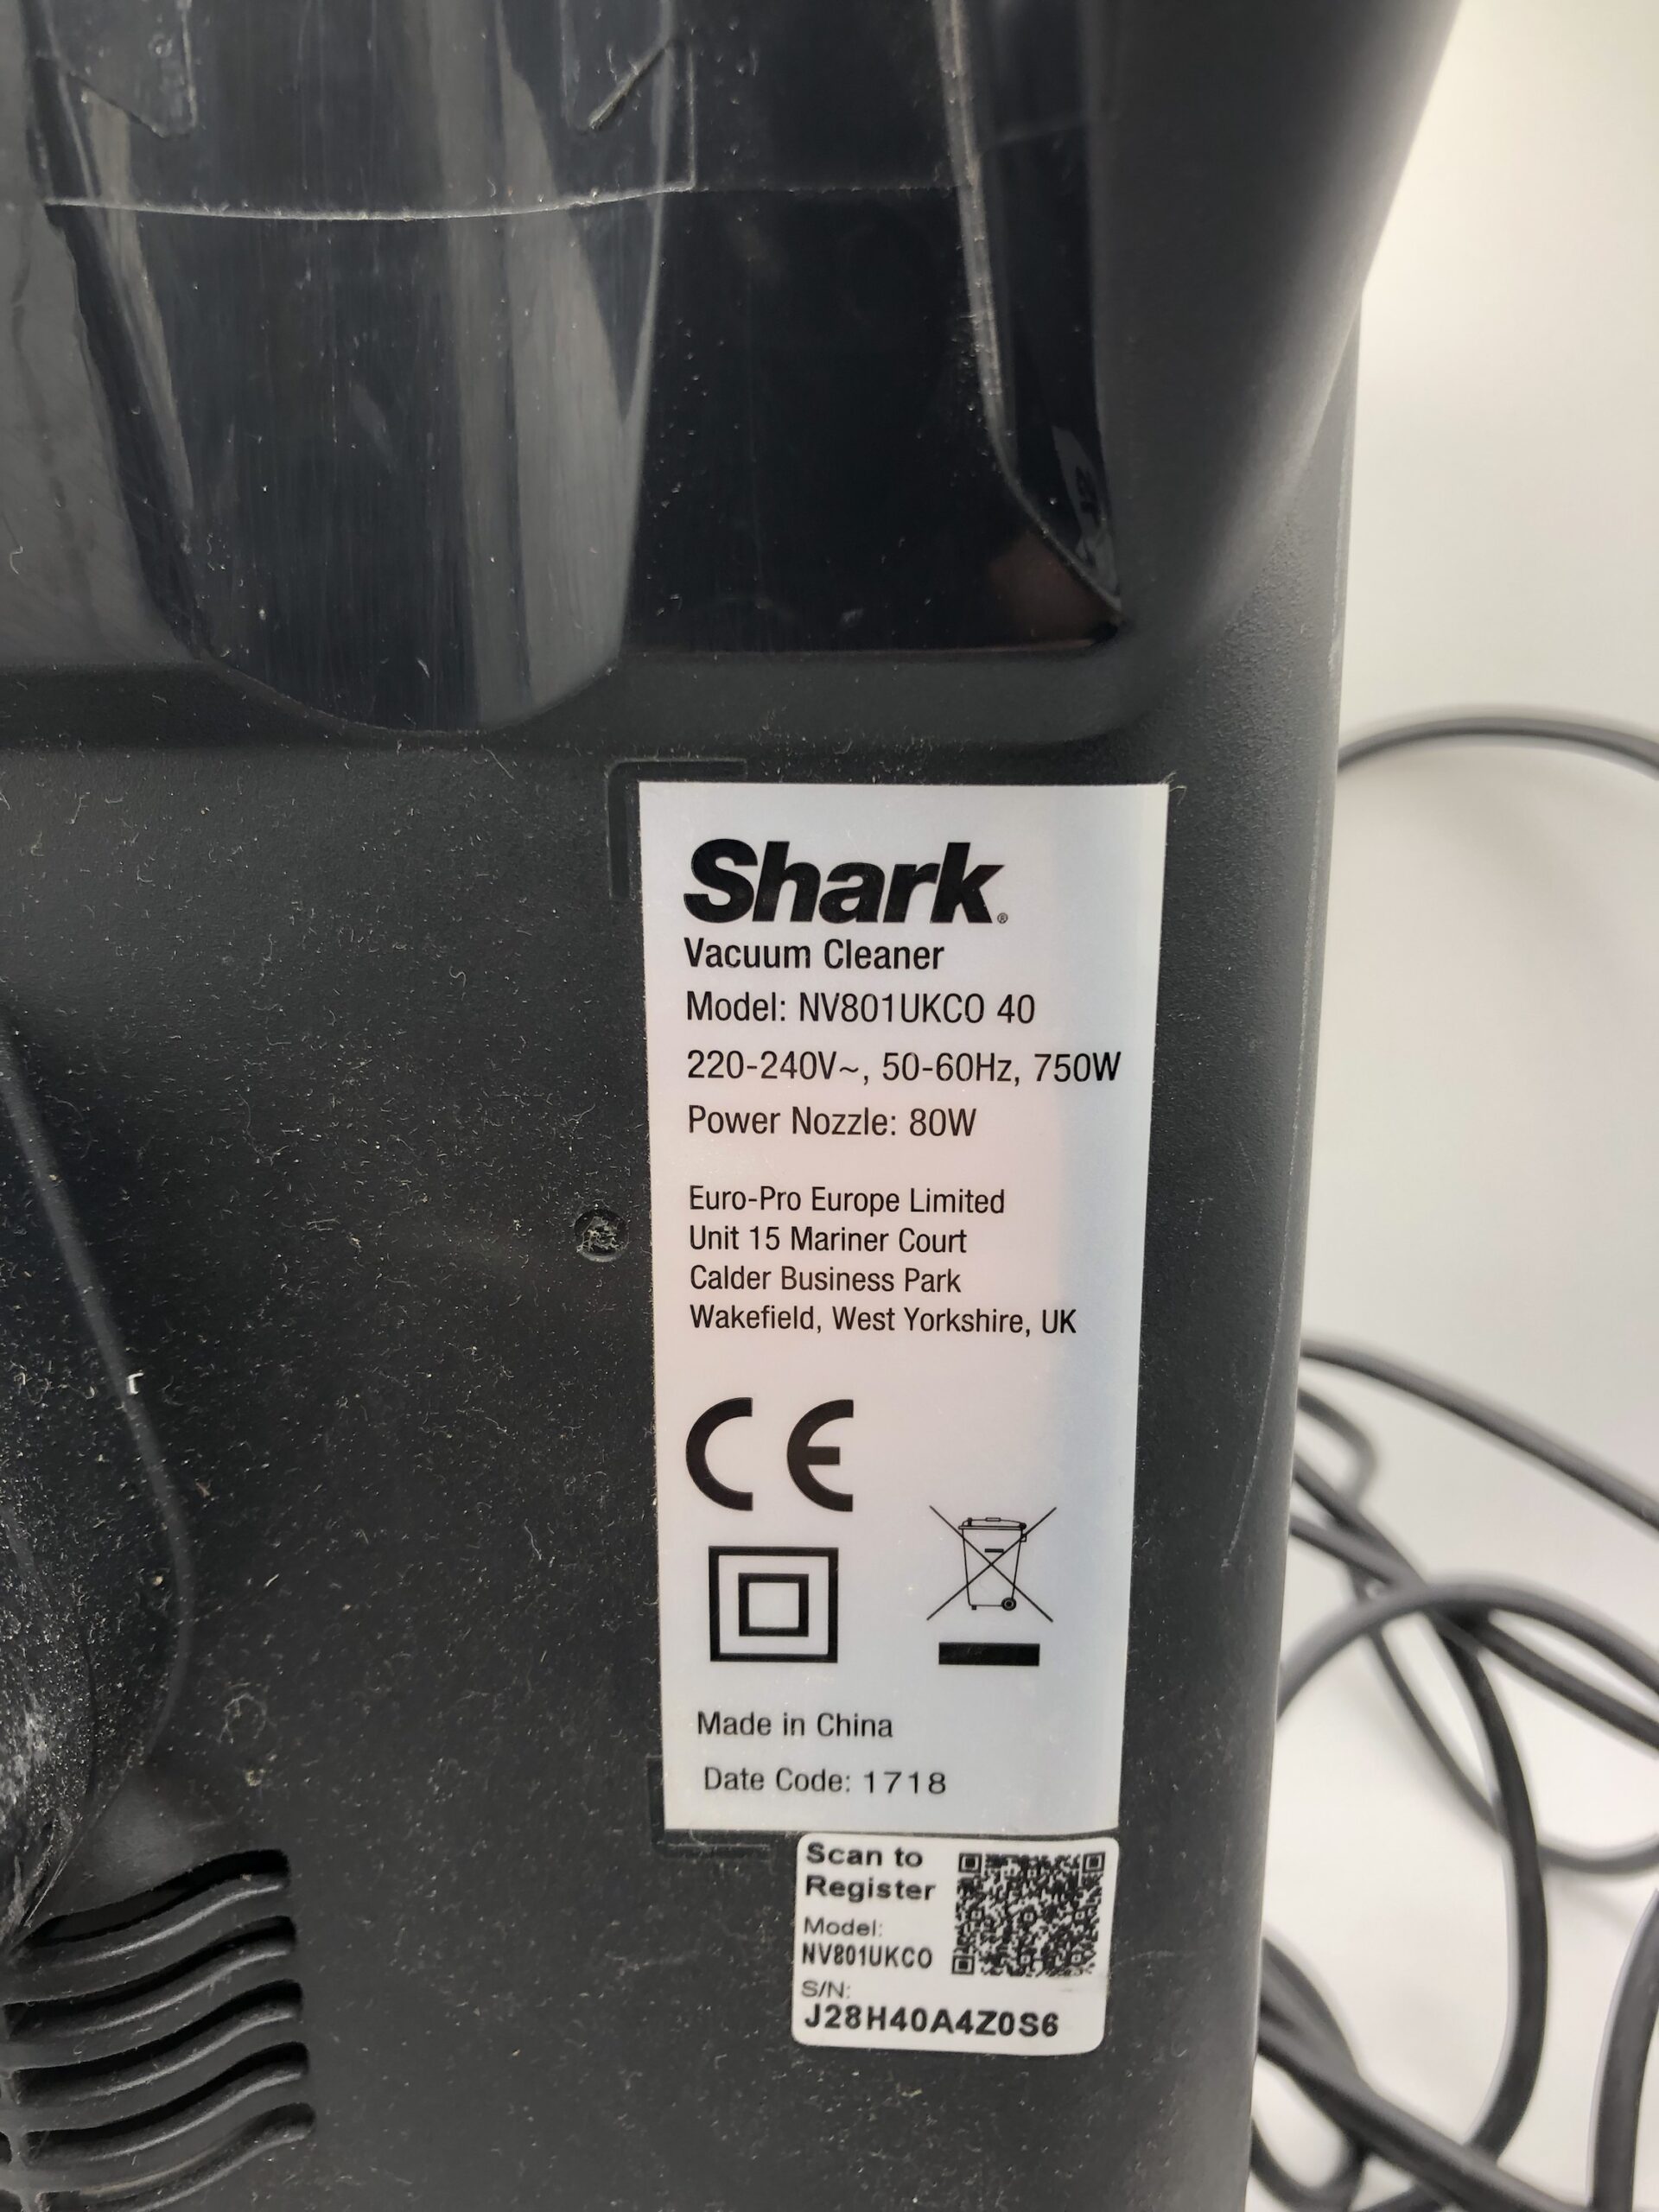 Shark®
Vacuum Cleaner
Model: NV801UKCO 40
220-240V~, 50-60Hz, 750W
Power Nozzle: 80W
Euro-Pro Europe Limited
Unit 15 Mariner Court
Calder Business Park
Wakefield, West Yorkshire, UK
CE
Made in China
Date Code: 1718
Scan to
Register
Model:
NV801UKCO
S/N:
J28H40A4Z0S6